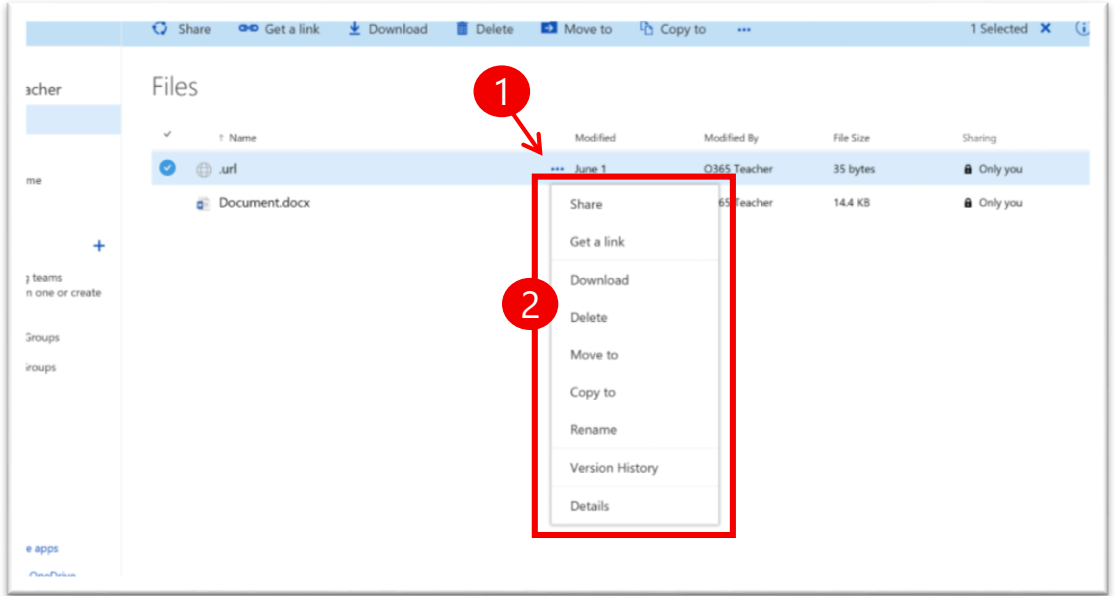 Share Get a link Download Delete Move to Copy to ••• 1 Selected
acher
Files
1
↑ Name Modified Modified By File Size Sharing
.url ••• June 1 O365 Teacher 35 bytes Only you
me
Document.docx 65 Teacher 14.4 KB Only you
+
teams
n one or create
Groups
roups
2
Share
Get a link
Download
Delete
Move to
Copy to
Rename
Version History
Details
e apps
OneDrive